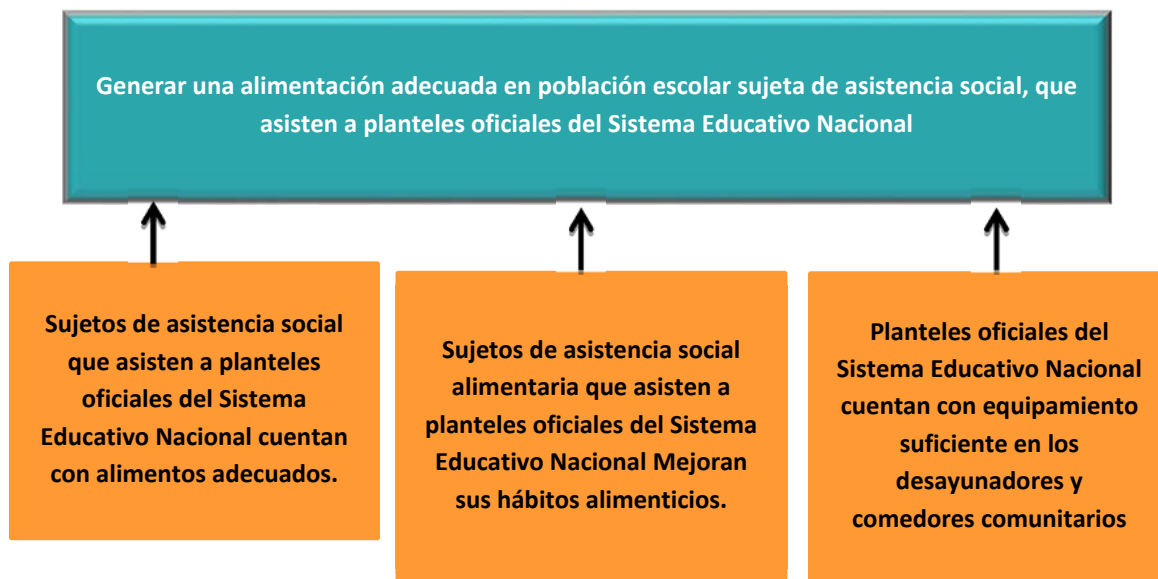 Generar una alimentación adecuada en población escolar sujeta de asistencia social, que
asisten a planteles oficiales del Sistema Educativo Nacional
Sujetos de asistencia social
que asisten a planteles
oficiales del Sistema
Educativo Nacional cuentan
con alimentos adecuados.
Sujetos de asistencia social
alimentaria que asisten a
planteles oficiales del Sistema
Educativo Nacional Mejoran
sus hábitos alimenticios.
Planteles oficiales del
Sistema Educativo Nacional
cuentan con equipamiento
suficiente en los
desayunadores y
comedores comunitarios